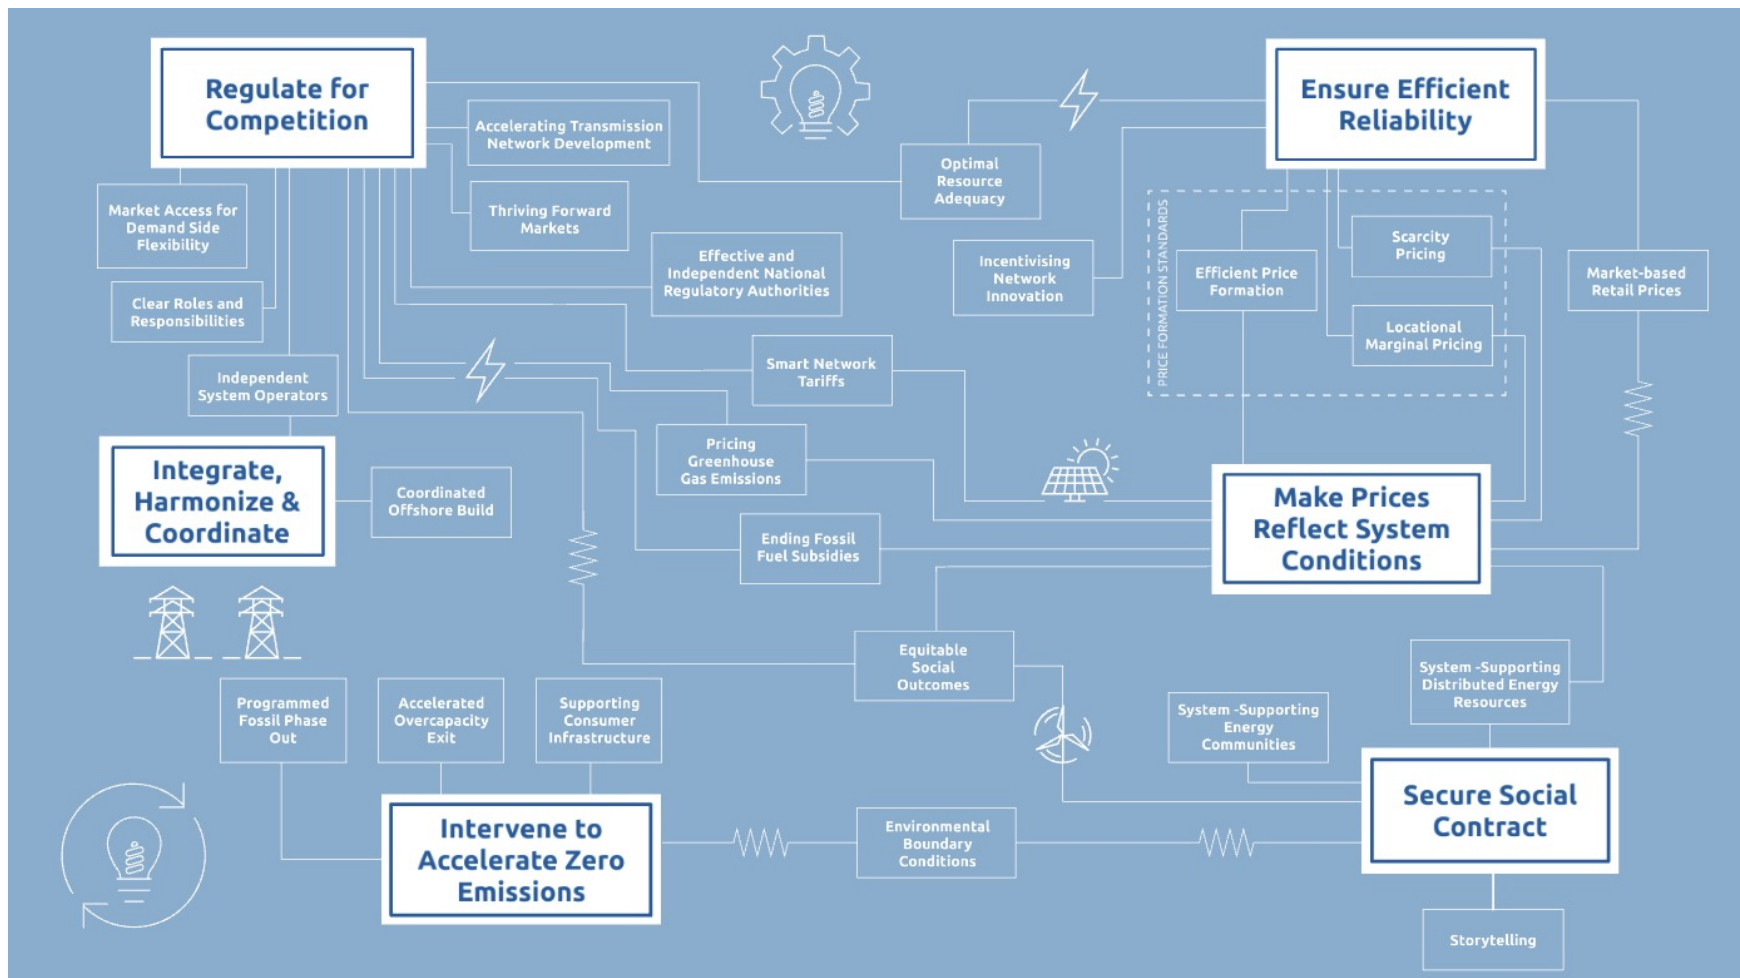 Regulate for
Competition
Accelerating Transmission
Network Development
Thriving Forward
Markets
Market Access for
Demand Side
Flexibility
Clear Roles and
Responsibilities
Independent
System Operators
Effective and
Independent National
Regulatory Authorities
Optimal
Resource
Adequacy
Incentivising
Network
Innovation
Ensure Efficient
Reliability
PRICE FORMATION STANDARDS
Efficient Price
Formation
Scarcity
Pricing
Locational
Marginal Pricing
Market-based
Retail Prices
Smart Network
Tariffs
Pricing
Greenhouse
Gas Emissions
Ending Fossil
Fuel Subsidies
Integrate,
Harmonize &
Coordinate
Coordinated
Offshore Build
Make Prices
Reflect System
Conditions
Equitable
Social
Outcomes
System -Supporting
Distributed Energy
Resources
System -Supporting
Energy
Communities
Programmed
Fossil Phase
Out
Accelerated
Overcapacity
Exit
Supporting
Consumer
Infrastructure
Intervene to
Accelerate Zero
Emissions
Environmental
Boundary
Conditions
Secure Social
Contract
Storytelling